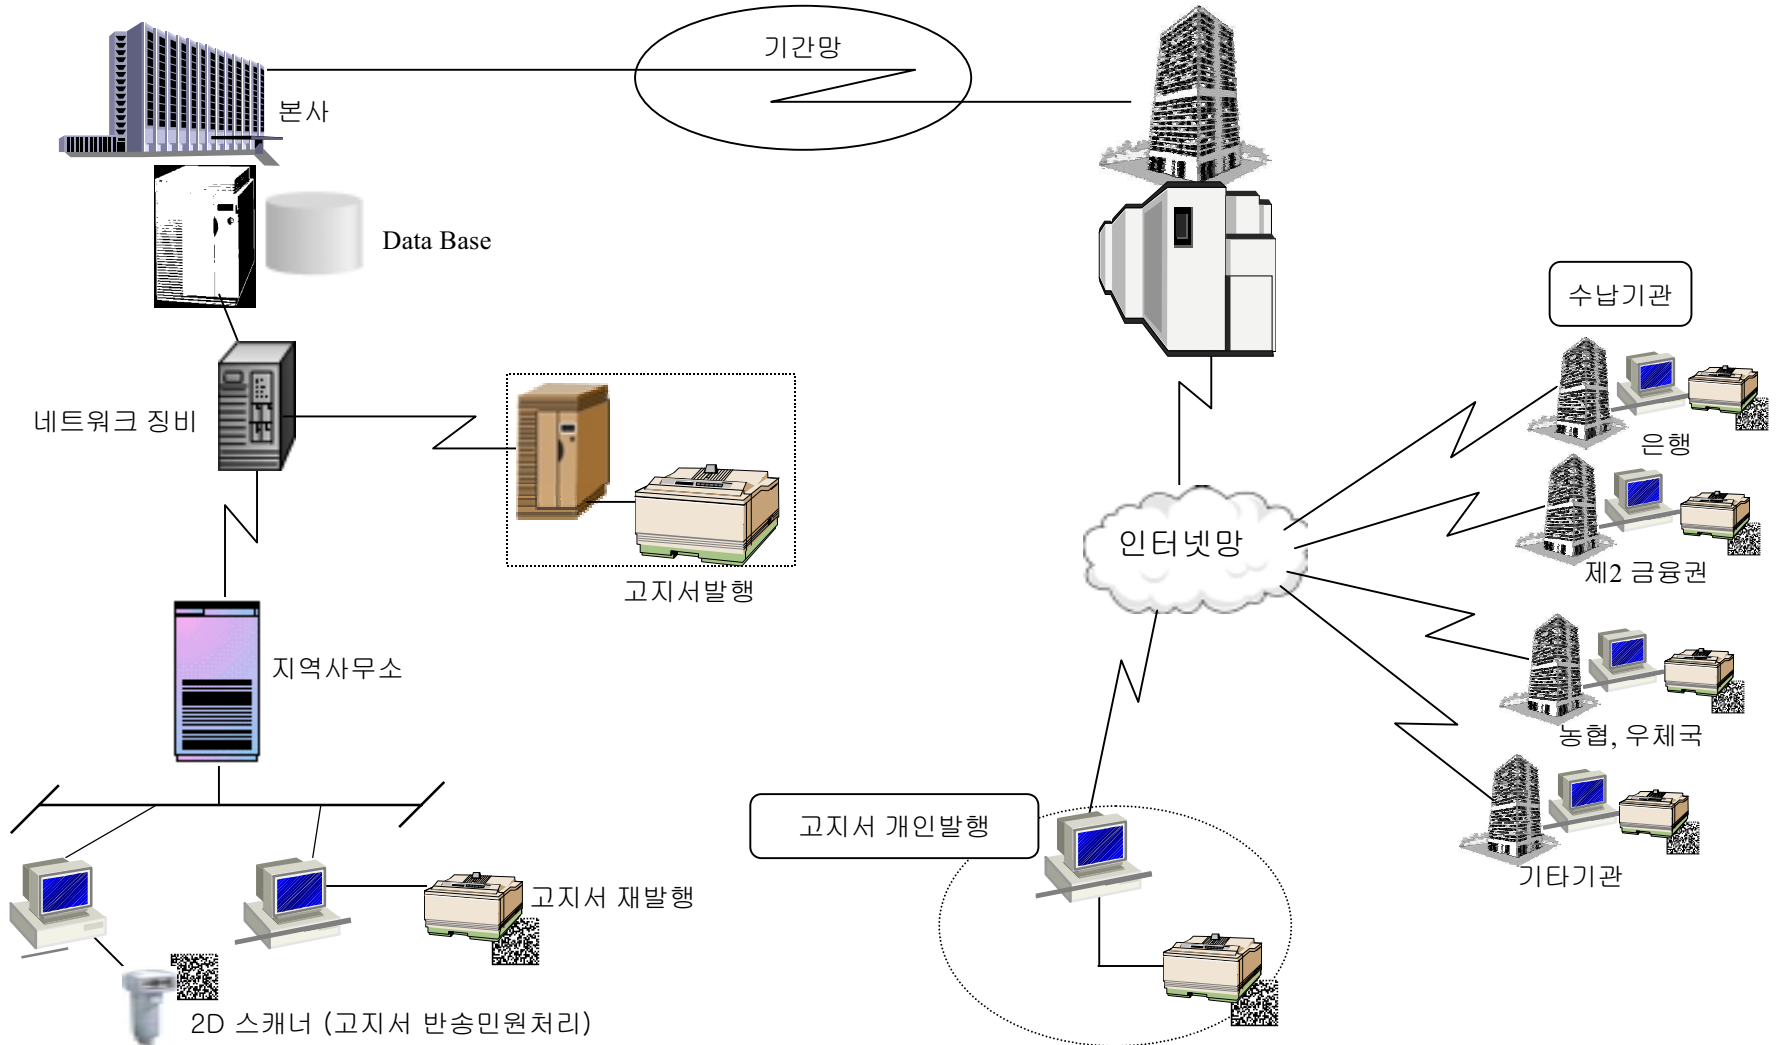 기간망
본사
Data Base
수납기관
네트워크 징비
은행
인터넷망
제2 금융권
고지서발행
지역사무소
농협, 우체국
고지서 개인발행
기타기관
고지서 재발행
2D 스캐너 (고지서 반송민원처리)